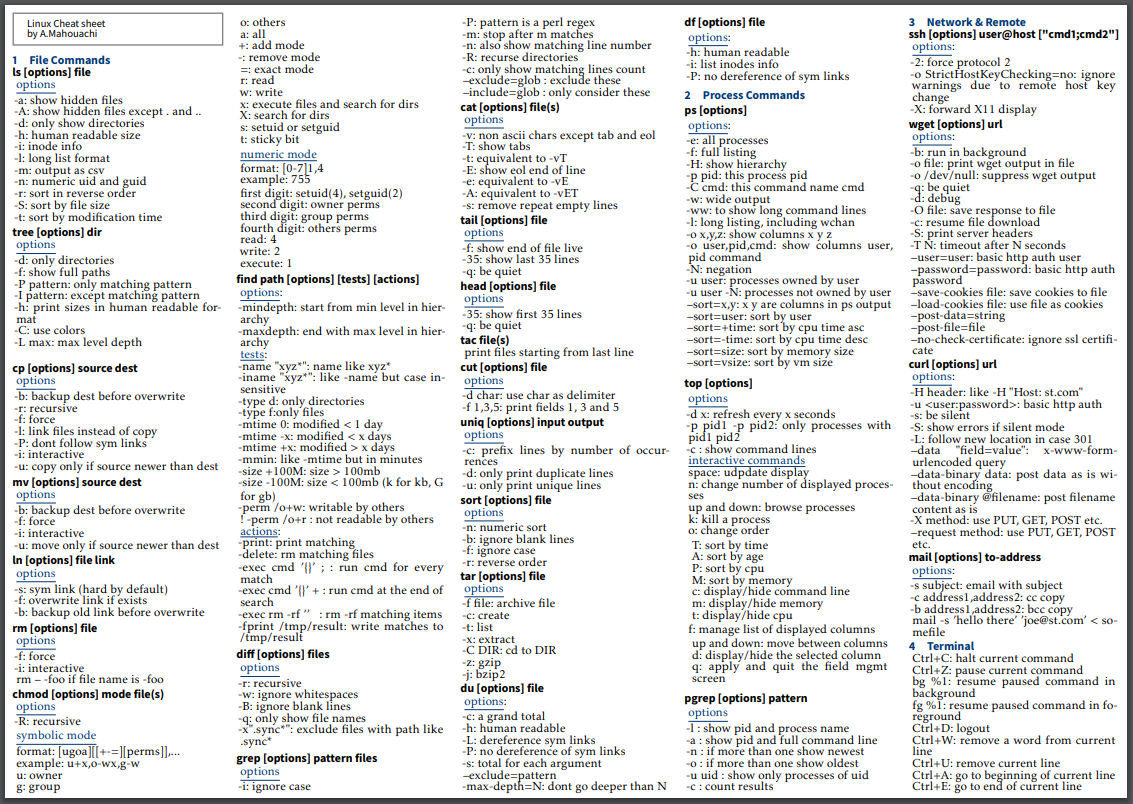 Linux Cheat sheet
by A.Mahouachi
1 File Commands
ls [options] file
options
-a: show hidden files
-A: show hidden files except . and ..
-d: only show directories
-h: human readable size
-i: inode info
-l: long list format
-m: output as csv
-n: numeric uid and guid
-r: sort in reverse order
-S: sort by file size
-t: sort by modification time
tree [options] dir
options
-d: only directories
-f: show full paths
-P pattern: only matching pattern
-I pattern: except matching pattern
-h: print sizes in human readable for-
mat
-C: use colors
-L max: max level depth
cp [options] source dest
options
-b: backup dest before overwrite
-r: recursive
-f: force
-l: link files instead of copy
-P: dont follow sym links
-i: interactive
-u: copy only if source newer than dest
mv [options] source dest
options
-b: backup dest before overwrite
-f: force
-i: interactive
-u: move only if source newer than dest
ln [options] file link
options
-s: sym link (hard by default)
-f: overwrite link if exists
-b: backup old link before overwrite
rm [options] file
options
-f: force
-i: interactive
rm – -foo if file name is -foo
chmod [options] mode file(s)
options
-R: recursive
symbolic mode
format: [ugoa][[+-=][perms]],...
example: u+x,o-wx,g-w
u: owner
g: group
o: others
a: all
+: add mode
-: remove mode
=: exact mode
r: read
w: write
x: execute files and search for dirs
X: search for dirs
s: setuid or setguid
t: sticky bit
numeric mode
format: [0-7]1,4
example: 755
first digit: setuid(4), setguid(2)
second digit: owner perms
third digit: group perms
fourth digit: others perms
read: 4
write: 2
execute: 1
find path [options] [tests] [actions]
options:
-mindepth: start from min level in hier-
archy
-maxdepth: end with max level in hier-
archy
tests:
-name "xyz*": name like xyz*
-iname "xyz*": like -name but case in-
sensitive
-type d: only directories
-type f:only files
-mtime 0: modified < 1 day
-mtime -x: modified < x days
-mtime +x: modified > x days
-mmin: like -mtime but in minutes
-size +100M: size > 100mb
-size -100M: size < 100mb (k for kb, G
for gb)
-perm /o+w: writable by others
! -perm /o+r : not readable by others
actions:
-print: print matching
-delete: rm matching files
-exec cmd '{}' ; : run cmd for every
match
-exec cmd '{}' + : run cmd at the end of
search
-exec rm -rf '' : rm -rf matching items
-fprint /tmp/result: write matches to
/tmp/result
diff [options] files
options
-r: recursive
-w: ignore whitespaces
-B: ignore blank lines
-q: only show file names
-x".sync*": exclude files with path like
.sync*
grep [options] pattern files
options
-i: ignore case
-P: pattern is a perl regex
-m: stop after m matches
-n: also show matching line number
-R: recurse directories
-c: only show matching lines count
–exclude=glob : exclude these
–include=glob : only consider these
cat [options] file(s)
options
-v: non ascii chars except tab and eol
-T: show tabs
-t: equivalent to -vT
-E: show eol end of line
-e: equivalent to -vE
-A: equivalent to -vET
-s: remove repeat empty lines
tail [options] file
options
-f: show end of file live
-35: show last 35 lines
-q: be quiet
head [options] file
options
-35: show first 35 lines
-q: be quiet
tac file(s)
print files starting from last line
cut [options] file
options
-d char: use char as delimiter
-f 1,3,5: print fields 1, 3 and 5
uniq [options] input output
options
-c: prefix lines by number of occur-
rences
-d: only print duplicate lines
-u: only print unique lines
sort [options] file
options
-n: numeric sort
-b: ignore blank lines
-f: ignore case
-r: reverse order
tar [options] file
options
-f file: archive file
-c: create
-t: list
-x: extract
-C DIR: cd to DIR
-z: gzip
-j: bzip2
du [options] file
options:
-c: a grand total
-h: human readable
-L: dereference sym links
-P: no dereference of sym links
-s: total for each argument
–exclude=pattern
-max-depth=N: dont go deeper than N
df [options] file
options:
-h: human readable
-i: list inodes info
-P: no dereference of sym links
2 Process Commands
ps [options]
options:
-e: all processes
-f: full listing
-H: show hierarchy
-p pid: this process pid
-C cmd: this command name cmd
-w: wide output
-ww: to show long command lines
-l: long listing, including wchan
-o x,y,z: show columns x y z
-o user,pid,cmd: show columns user,
pid command
-N: negation
-u user: processes owned by user
-u user -N: processes not owned by user
–sort=x,y: x y are columns in ps output
–sort=user: sort by user
–sort=+time: sort by cpu time asc
–sort=-time: sort by cpu time desc
–sort=size: sort by memory size
–sort=vsize: sort by vm size
top [options]
options
-d x: refresh every x seconds
-p pid1 -p pid2: only processes with
pid1 pid2
-c : show command lines
interactive commands
space: udpdate display
n: change number of displayed proces-
ses
up and down: browse processes
k: kill a process
o: change order
T: sort by time
A: sort by age
P: sort by cpu
M: sort by memory
c: display/hide command line
m: display/hide memory
t: display/hide cpu
f: manage list of displayed columns
up and down: move between columns
d: display/hide the selected column
q: apply and quit the field mgmt
screen
pgrep [options] pattern
options
-l : show pid and process name
-a : show pid and full command line
-n : if more than one show newest
-o : if more than one show oldest
-u uid : show only processes of uid
-c : count results
3 Network & Remote
ssh [options] user@host ["cmd1;cmd2"]
options:
-2: force protocol 2
-o StrictHostKeyChecking=no: ignore
warnings due to remote host key
change
-X: forward X11 display
wget [options] url
options:
-b: run in background
-o file: print wget output in file
-o /dev/null: suppress wget output
-q: be quiet
-d: debug
-O file: save response to file
-c: resume file download
-S: print server headers
-T N: timeout after N seconds
–user=user: basic http auth user
–password=password: basic http auth
password
–save-cookies file: save cookies to file
–load-cookies file: use file as cookies
–post-data=string
–post-file=file
–no-check-certificate: ignore ssl certifi-
cate
curl [options] url
options:
-H header: like -H "Host: st.com"
-u <user:password>: basic http auth
-s: be silent
-S: show errors if silent mode
-L: follow new location in case 301
–data "field=value": x-www-form-
urlencoded query
–data-binary data: post data as is wi-
thout encoding
–data-binary @filename: post filename
content as is
-X method: use PUT, GET, POST etc.
–request method: use PUT, GET, POST
etc.
mail [options] to-address
options:
-s subject: email with subject
-c address1,address2: cc copy
-b address1,address2: bcc copy
mail -s 'hello there' 'joe@st.com' < so-
mefile
4 Terminal
Ctrl+C: halt current command
Ctrl+Z: pause current command
bg %1: resume paused command in
background
fg %1: resume paused command in fo-
reground
Ctrl+D: logout
Ctrl+W: remove a word from current
line
Ctrl+U: remove current line
Ctrl+A: go to beginning of current line
Ctrl+E: go to end of current line